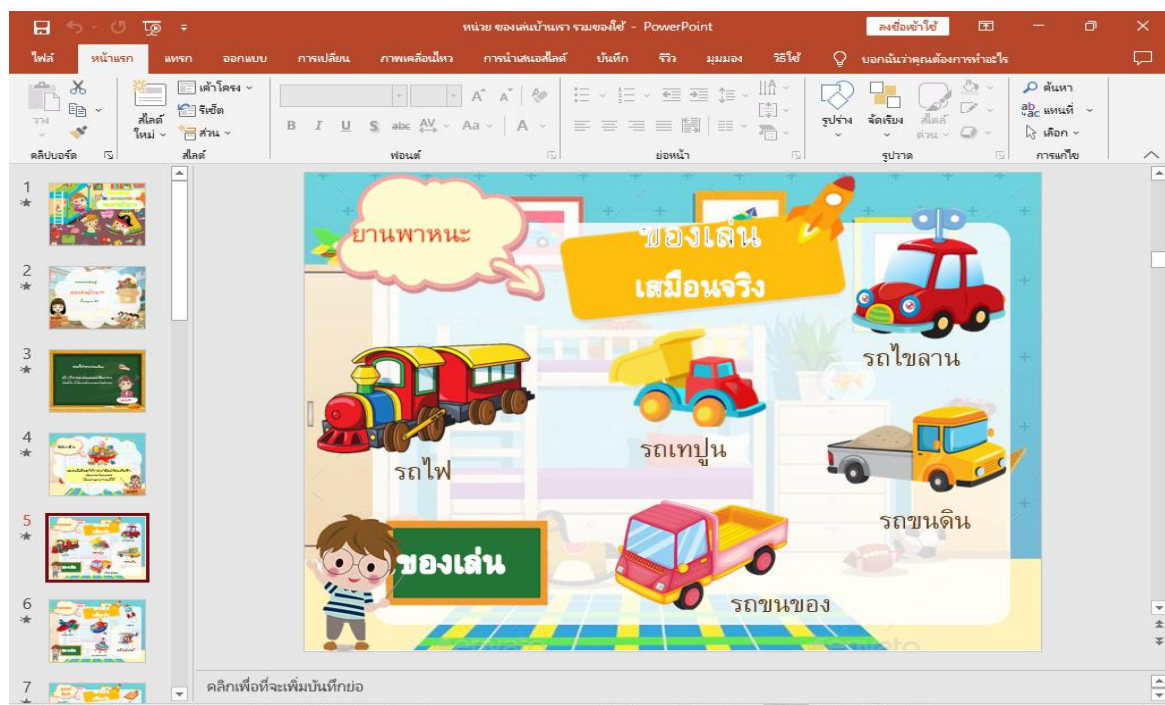 หน่วย ของเล่นบ้านเรา รวมของใช้ - PowerPoint
ลงชื่อเข้าใช้
ไฟล์ หน้าแรก แทรก ออกแบบ การเปลี่ยน ภาพเคลื่อนไหว การนำเสนอสไลด์ บันทึก รีวิว มุมมอง วิธีใช้ บอกฉันว่าคุณต้องการทำอะไร
วาง
คลิปบอร์ด
สไลด์
ใหม่
เค้าโครง
รีเซ็ต
ส่วน
สไลด์
B I U S abc AV Aa A
ฟอนต์
ย่อหน้า
รูปร่าง
จัดเรียง
สไตล์
ด่วน
รูปวาด
ค้นหา
แทนที่
เลือก
การแก้ไข
1
2
3
4
5
6
7
ยานพาหนะ
ของเล่น
เสมือนจริง
รถไขลาน
รถไฟ
รถเทปูน
รถขนดิน
ของเล่น
รถขนของ
คลิกเพื่อที่จะเพิ่มบันทึกย่อ